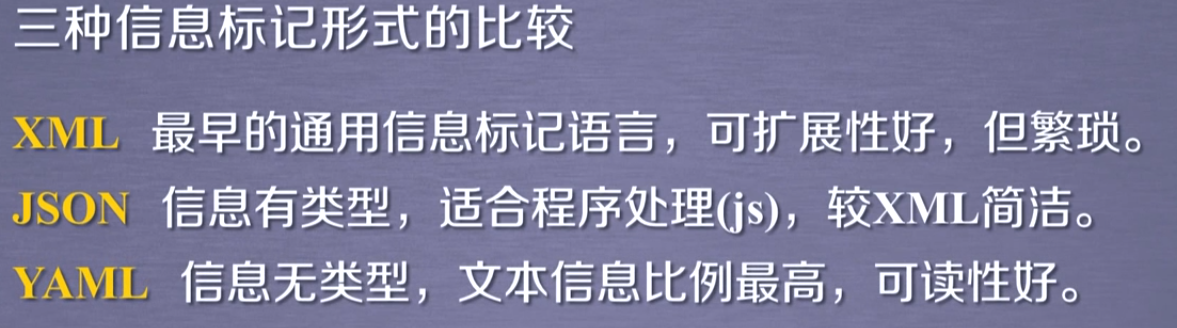 三种信息标记形式的比较
XML 最早的通用信息标记语言，可扩展性好，但繁琐。
JSON 信息有类型，适合程序处理(js)，较XML简洁。
YAML 信息无类型，文本信息比例最高，可读性好。